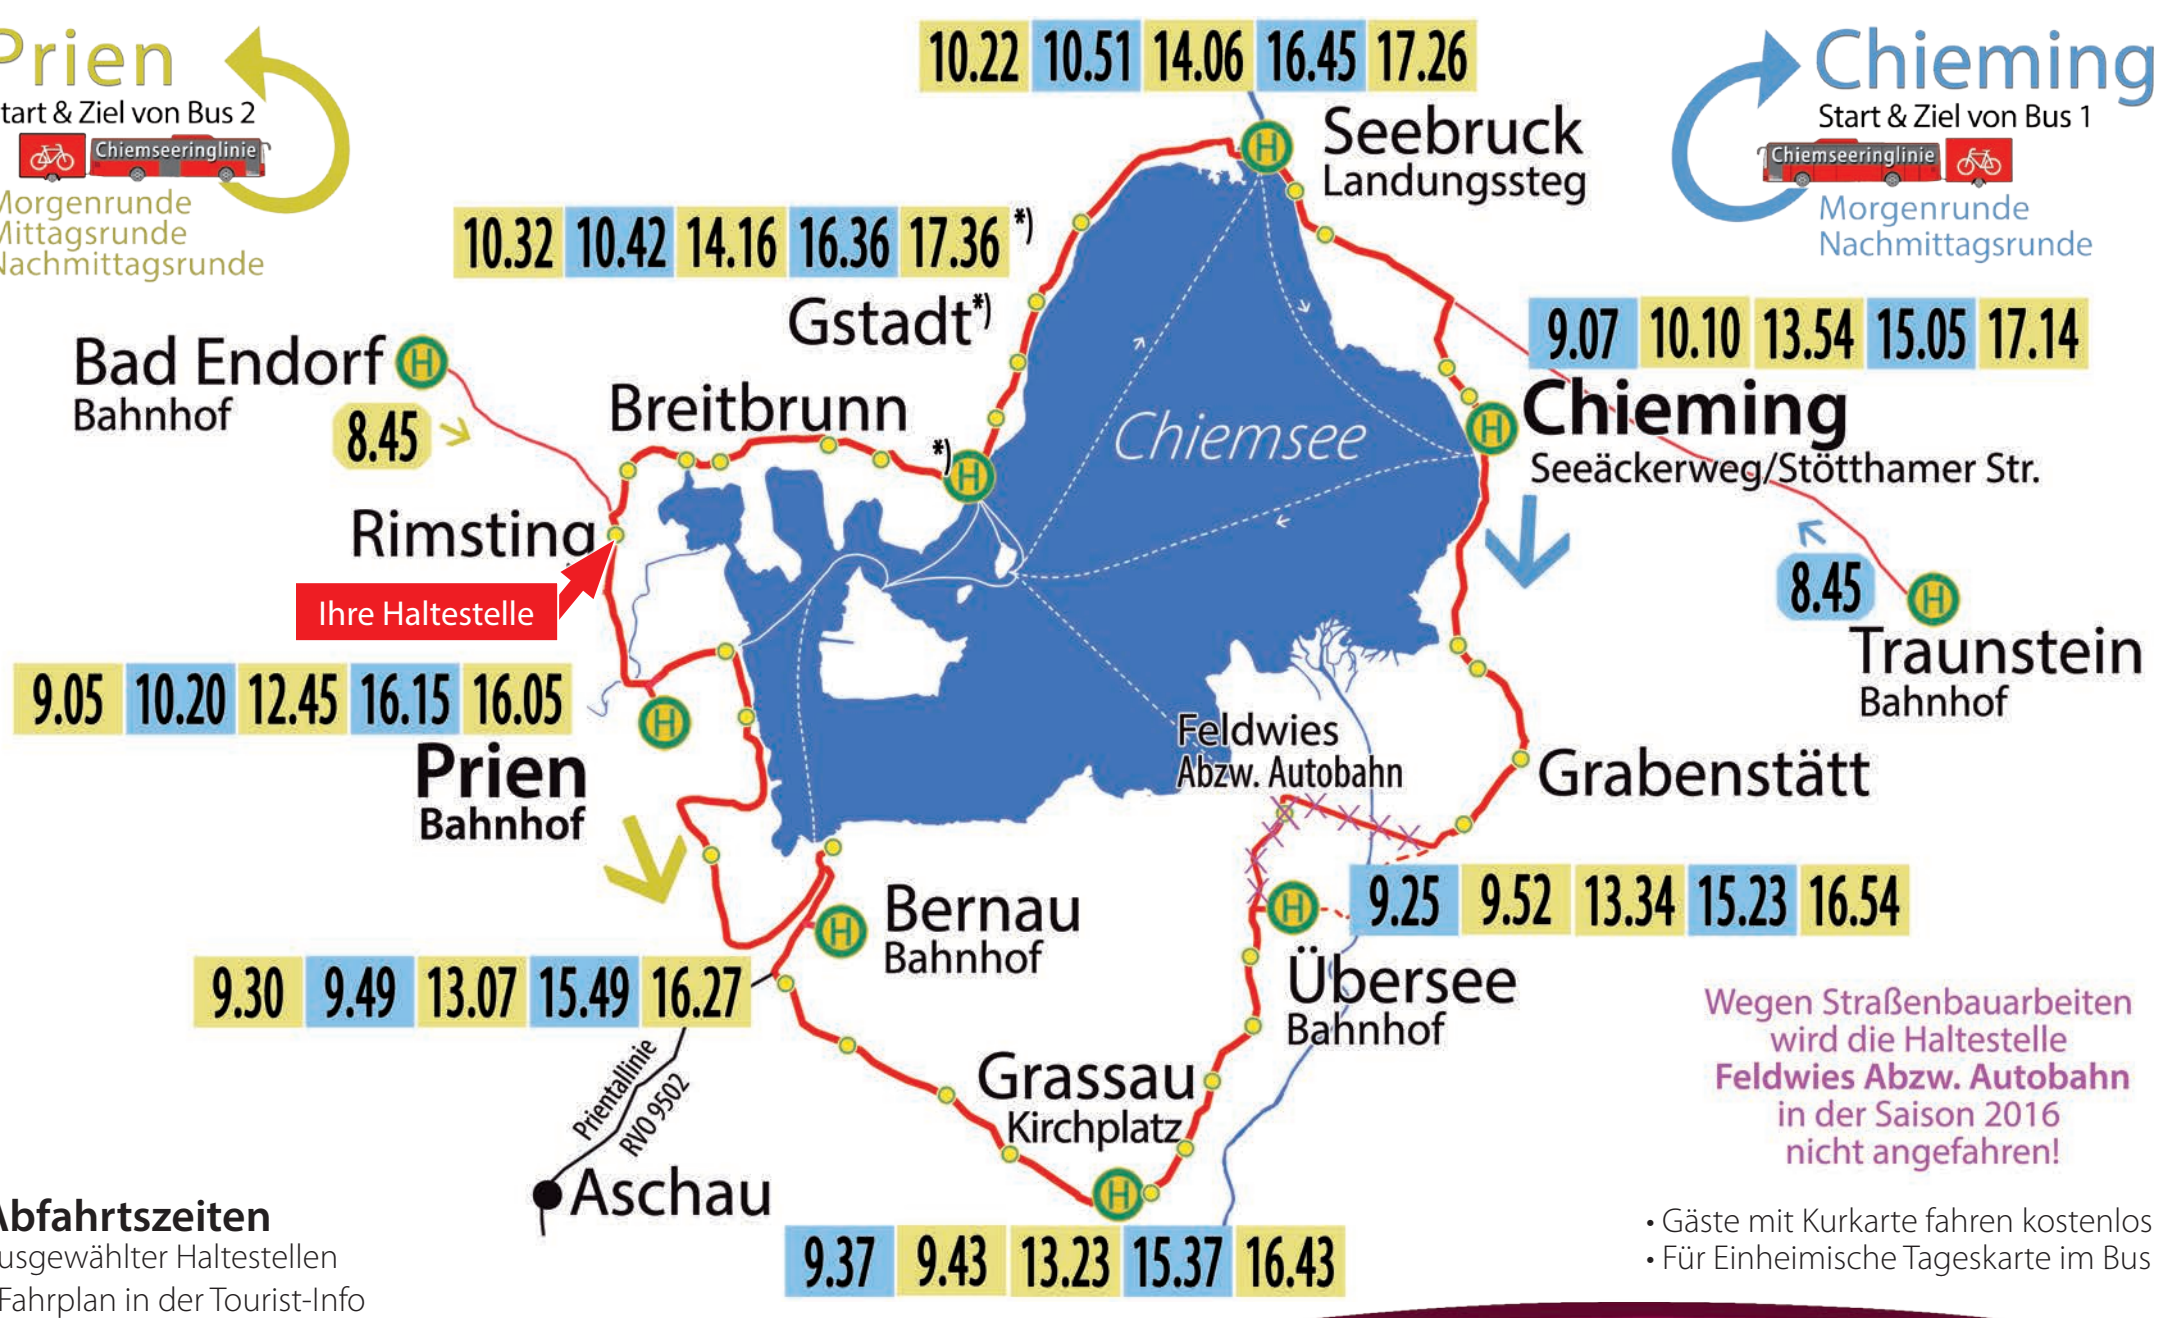 Prien
tart & Ziel von Bus 2
Chiemseeringlinie
Morgenrunde
Mittagsrunde
Nachmittagsrunde
10.22 10.51 14.06 16.45 17.26
Seebruck
Landungssteg
Chieming
Start & Ziel von Bus 1
Chiemseeringlinie
Morgenrunde
Nachmittagsrunde
10.32 10.42 14.16 16.36 17.36 *)
Gstadt*)
9.07 10.10 13.54 15.05 17.14
Chieming
Seeäckerweg/Stötthamer Str.
Bad Endorf H
Bahnhof
8.45
Breitbrunn
*)
H
H
H
Chiemsee
Rimsting
Ihre Haltestelle
8.45
H
Traunstein
Bahnhof
9.05 10.20 12.45 16.15 16.05
H
Prien
Bahnhof
Feldwies
Abzw. Autobahn
Grabenstätt
9.25 9.52 13.34 15.23 16.54
H
Übersee
Bahnhof
H
Bernau
Bahnhof
9.30 9.49 13.07 15.49 16.27
Prientallinie
RVO 9502
Aschau
Grassau
Kirchplatz
H
9.37 9.43 13.23 15.37 16.43
Wegen Straßenbauarbeiten
wird die Haltestelle
Feldwies Abzw. Autobahn
in der Saison 2016
nicht angefahren!
Abfahrtszeiten
usgewählter Haltestellen
Fahrplan in der Tourist-Info
• Gäste mit Kurkarte fahren kostenlos
• Für Einheimische Tageskarte im Bus